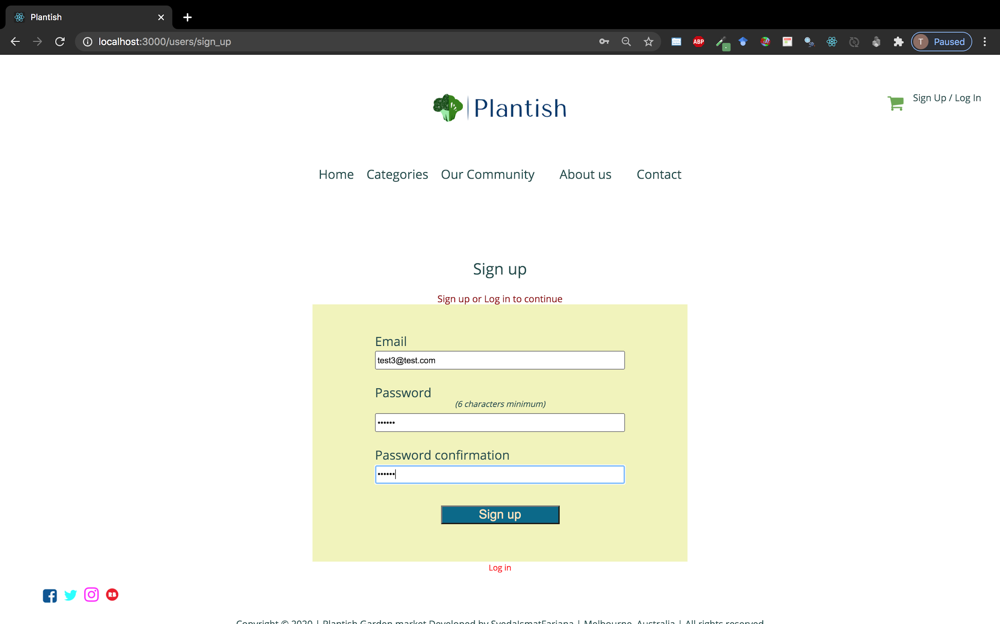 Plantish
localhost:3000/users/sign_up
ABP
T
Paused
Plantish
Sign Up / Log In
Home
Categories
Our Community
About us
Contact
Sign up
Sign up or Log in to continue
Email
test3@test.com
Password
(6 characters minimum)
••••••
Password confirmation
••••••
Sign up
Log in
RB
Copyright © 2020 | Plantish Garden market Developed by SyedaIsmatFarjana | Melbourne, Australia | All rights reserved